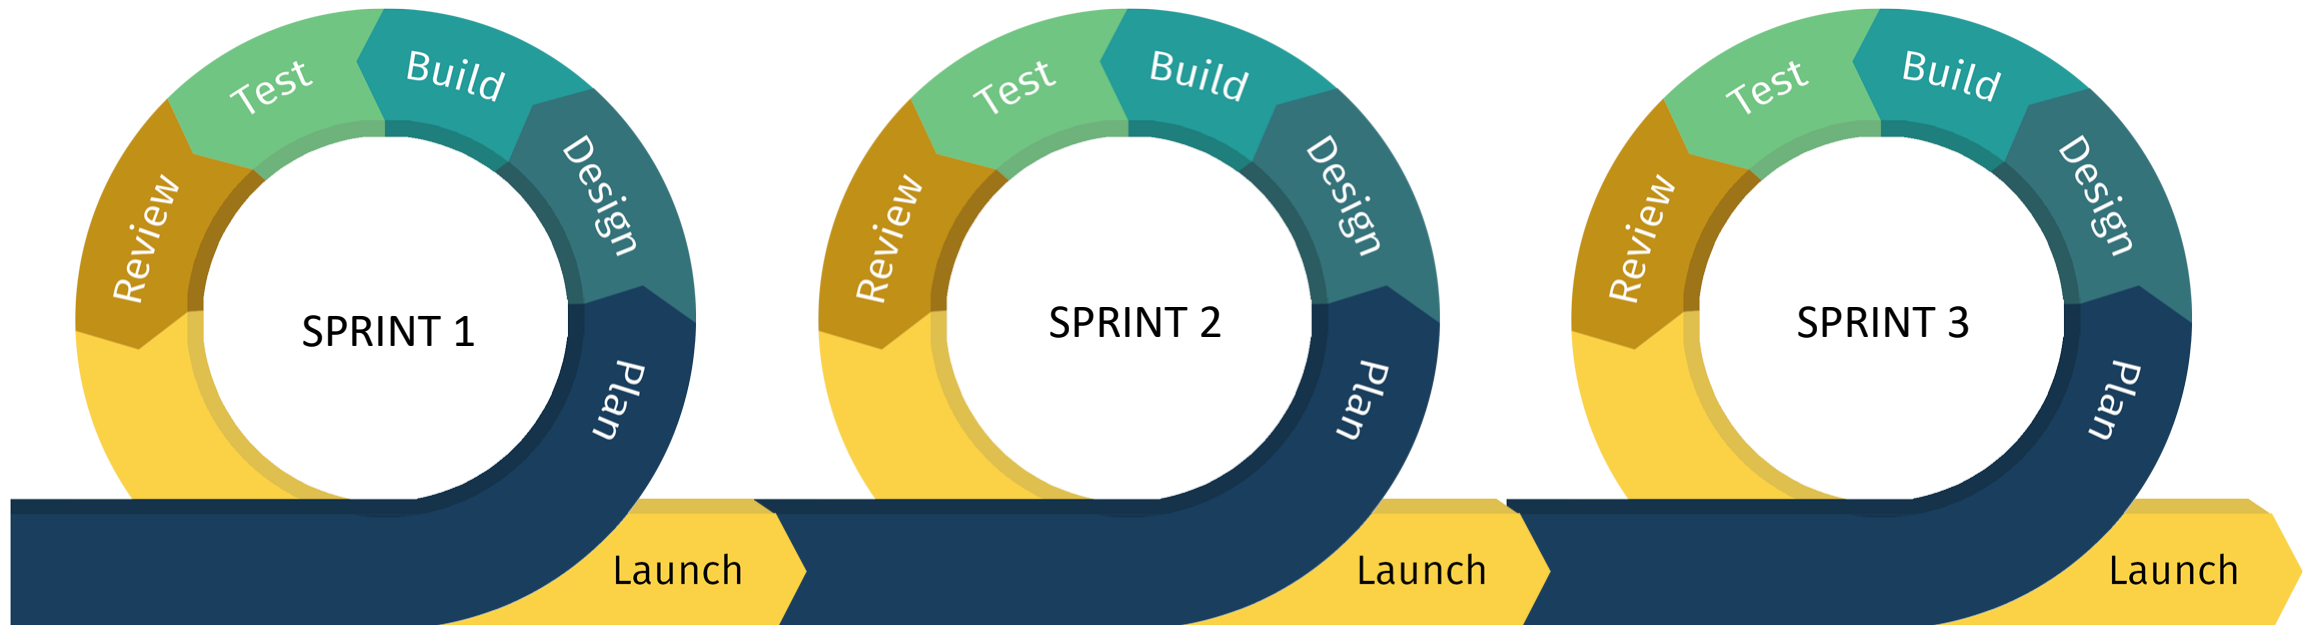 SPRINT 1
Plan
Design
Build
Test
Review
Launch
SPRINT 2
Plan
Design
Build
Test
Review
Launch
SPRINT 3
Plan
Design
Build
Test
Review
Launch